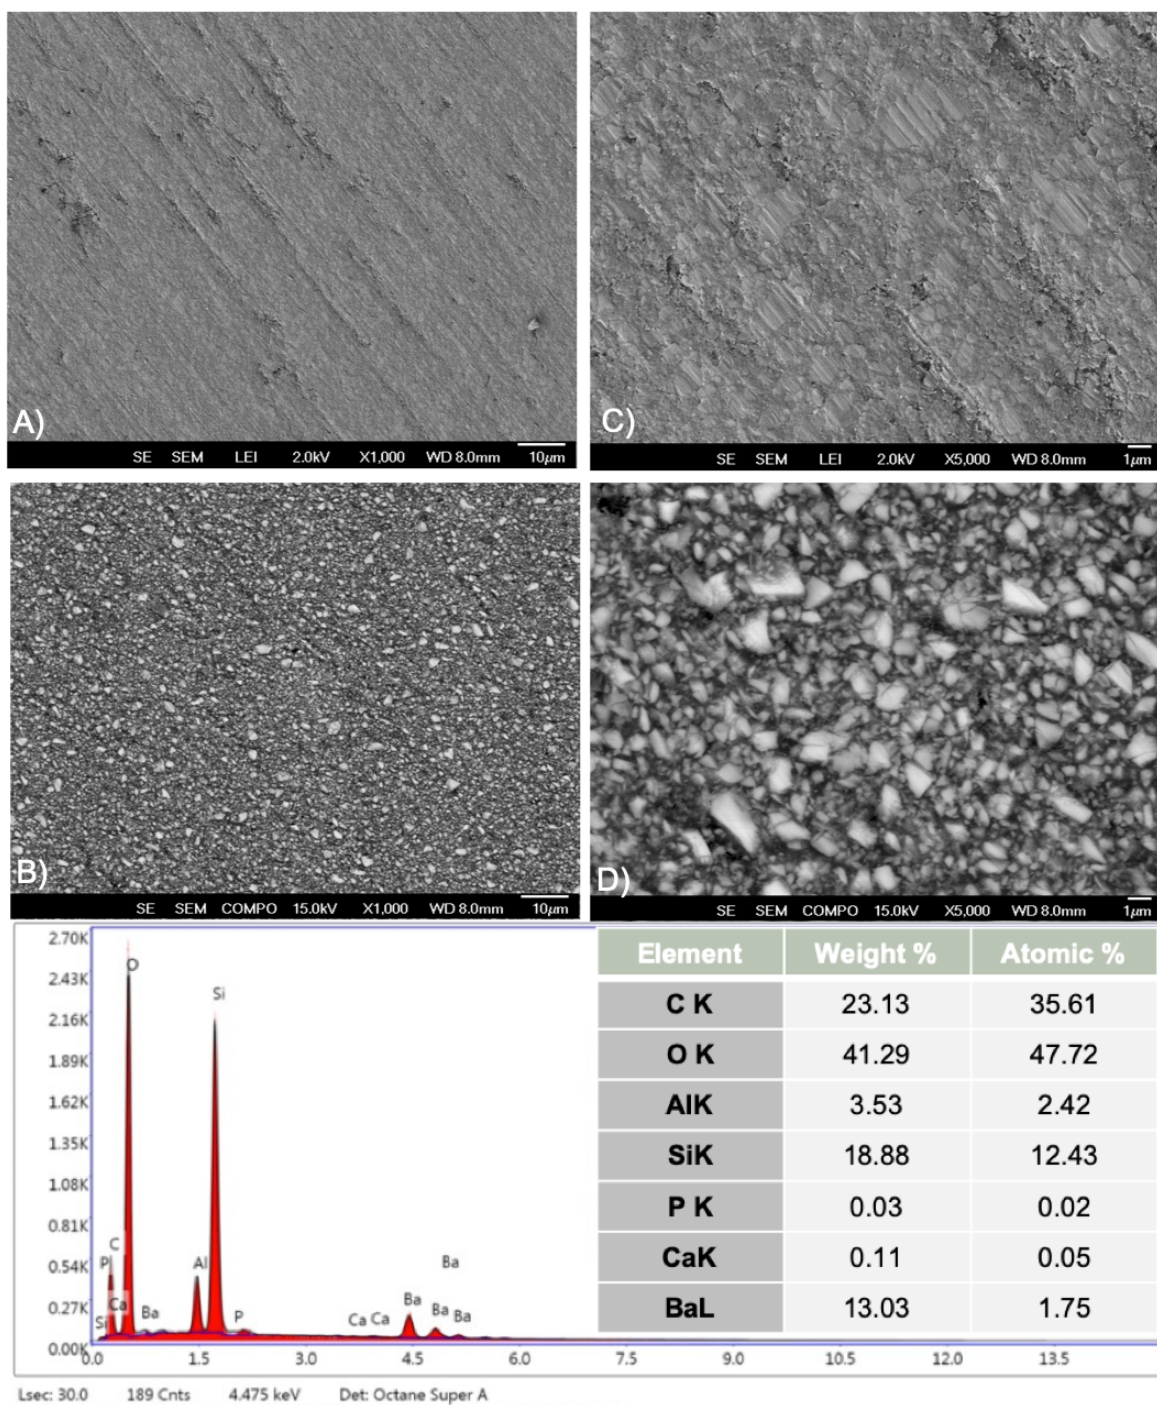 A)
SE SEM LEI 2.0kV X1,000 WD 8.0mm 10µm
C)
SE SEM LEI 2.0kV X5,000 WD 8.0mm 1µm
B)
SE SEM COMPO 15.0kV X1,000 WD 8.0mm 10µm
D)
SE SEM COMPO 15.0kV X5,000 WD 8.0mm 1µm
2.70K
2.43K
2.16K
1.89K
1.62K
1.35K
1.08K
0.81K
0.54K
0.27K
0.00K
O
Si
C
P
Ca
Si
Ba
Al
P
Ca Ca
Ba
Ba
Ba
Ba
0.0 1.5 3.0 4.5 6.0 7.5 9.0 10.5 12.0 13.5
Lsec: 30.0 189 Cnts 4.475 keV Det: Octane Super A
Element Weight % Atomic %
C K 23.13 35.61
O K 41.29 47.72
AlK 3.53 2.42
SiK 18.88 12.43
P K 0.03 0.02
CaK 0.11 0.05
BaL 13.03 1.75